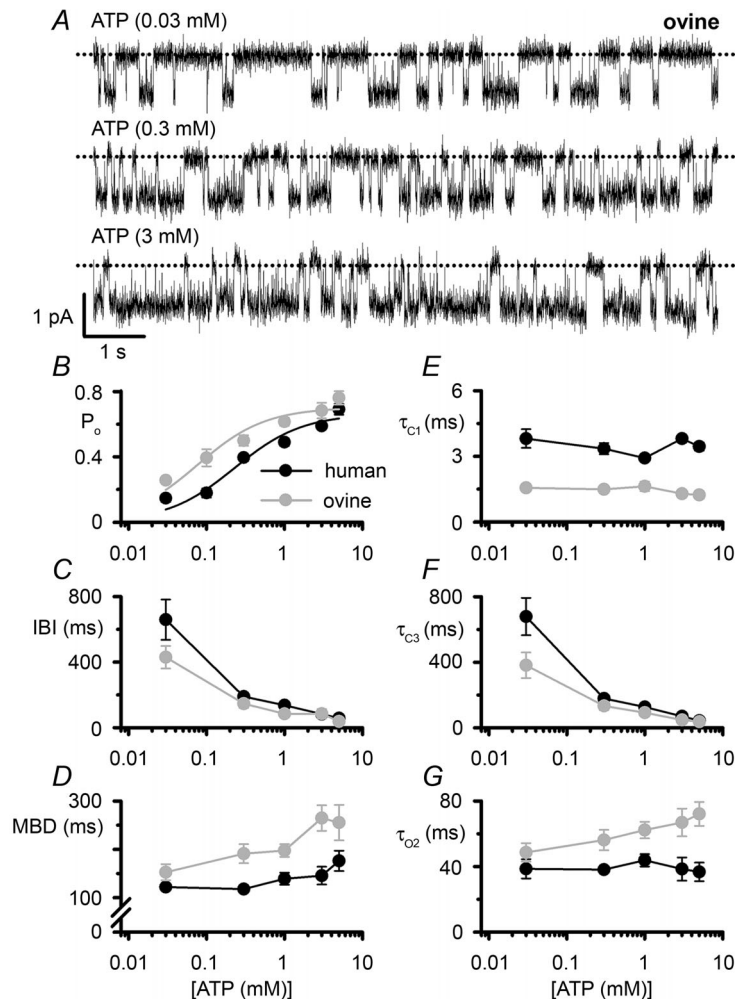 A ATP (0.03 mM) ovine
ATP (0.3 mM)
ATP (3 mM)
1 pA
1 s
B
0.8
Po
0.4
0
human
ovine
0.01 0.1 1 10
E
6
τC1 (ms)
3
0
0.01 0.1 1 10
C
800
IBI (ms)
400
0
0.01 0.1 1 10
F
800
τC3 (ms)
400
0
0.01 0.1 1 10
D
300
MBD (ms)
100
0
0.01 0.1 1 10
[ATP (mM)]
G
80
τO2 (ms)
40
0
0.01 0.1 1 10
[ATP (mM)]